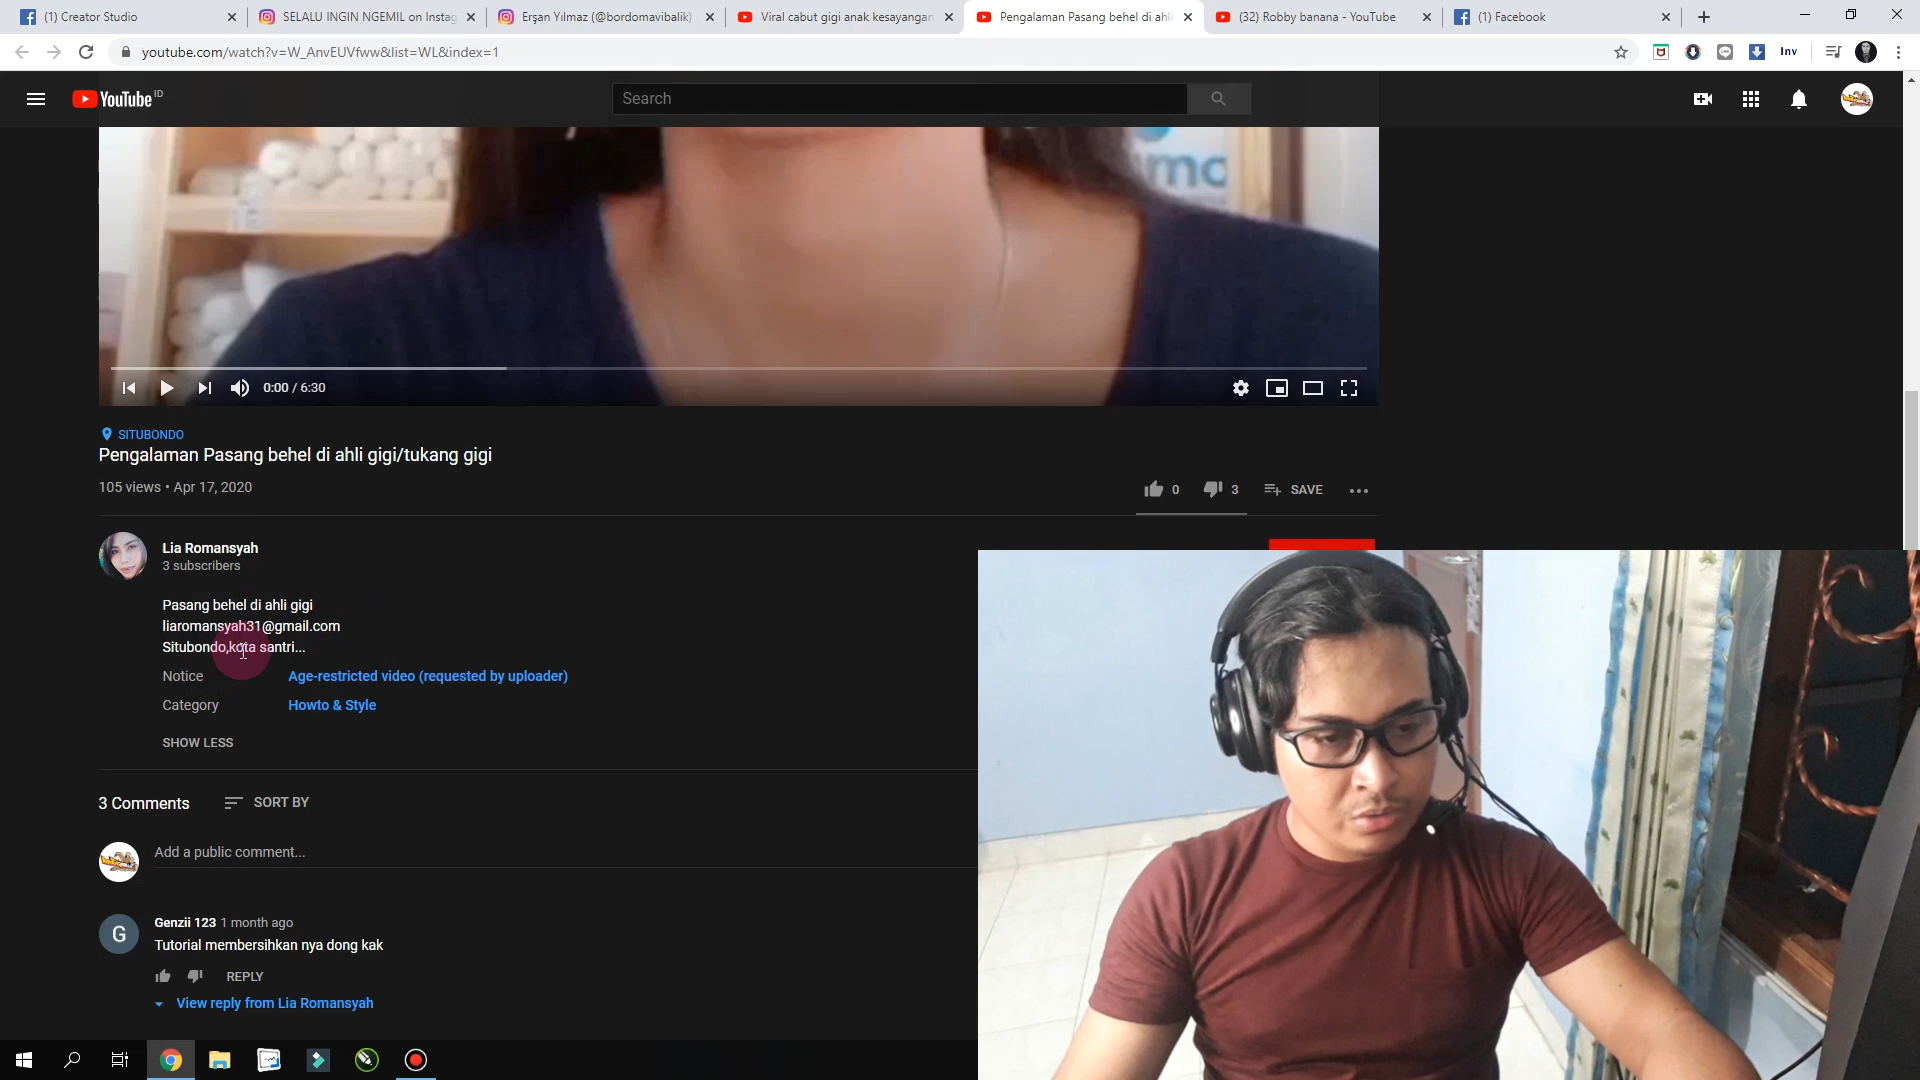 (1) Creator Studio
SELALU INGIN NGEMIL on Instag
Erşan Yılmaz (@bordomavibalik)
Viral cabut gigi anak kesayangan
Pengalaman Pasang behel di ahli
(32) Robby banana - YouTube
(1) Facebook
youtube.com/watch?v=W_AnvEUVfww&list=WL&index=1
Inv
YouTube ID
Search
0:00 / 6:30
SITUBONDO
Pengalaman Pasang behel di ahli gigi/tukang gigi
105 views • Apr 17, 2020
0
3
SAVE
Lia Romansyah
3 subscribers
Pasang behel di ahli gigi
liaromansyah31@gmail.com
Situbondo,kota santri...
Notice Age-restricted video (requested by uploader)
Category Howto & Style
SHOW LESS
3 Comments SORT BY
Add a public comment...
G
Genzii 123 1 month ago
Tutorial membersihkan nya dong kak
REPLY
View reply from Lia Romansyah